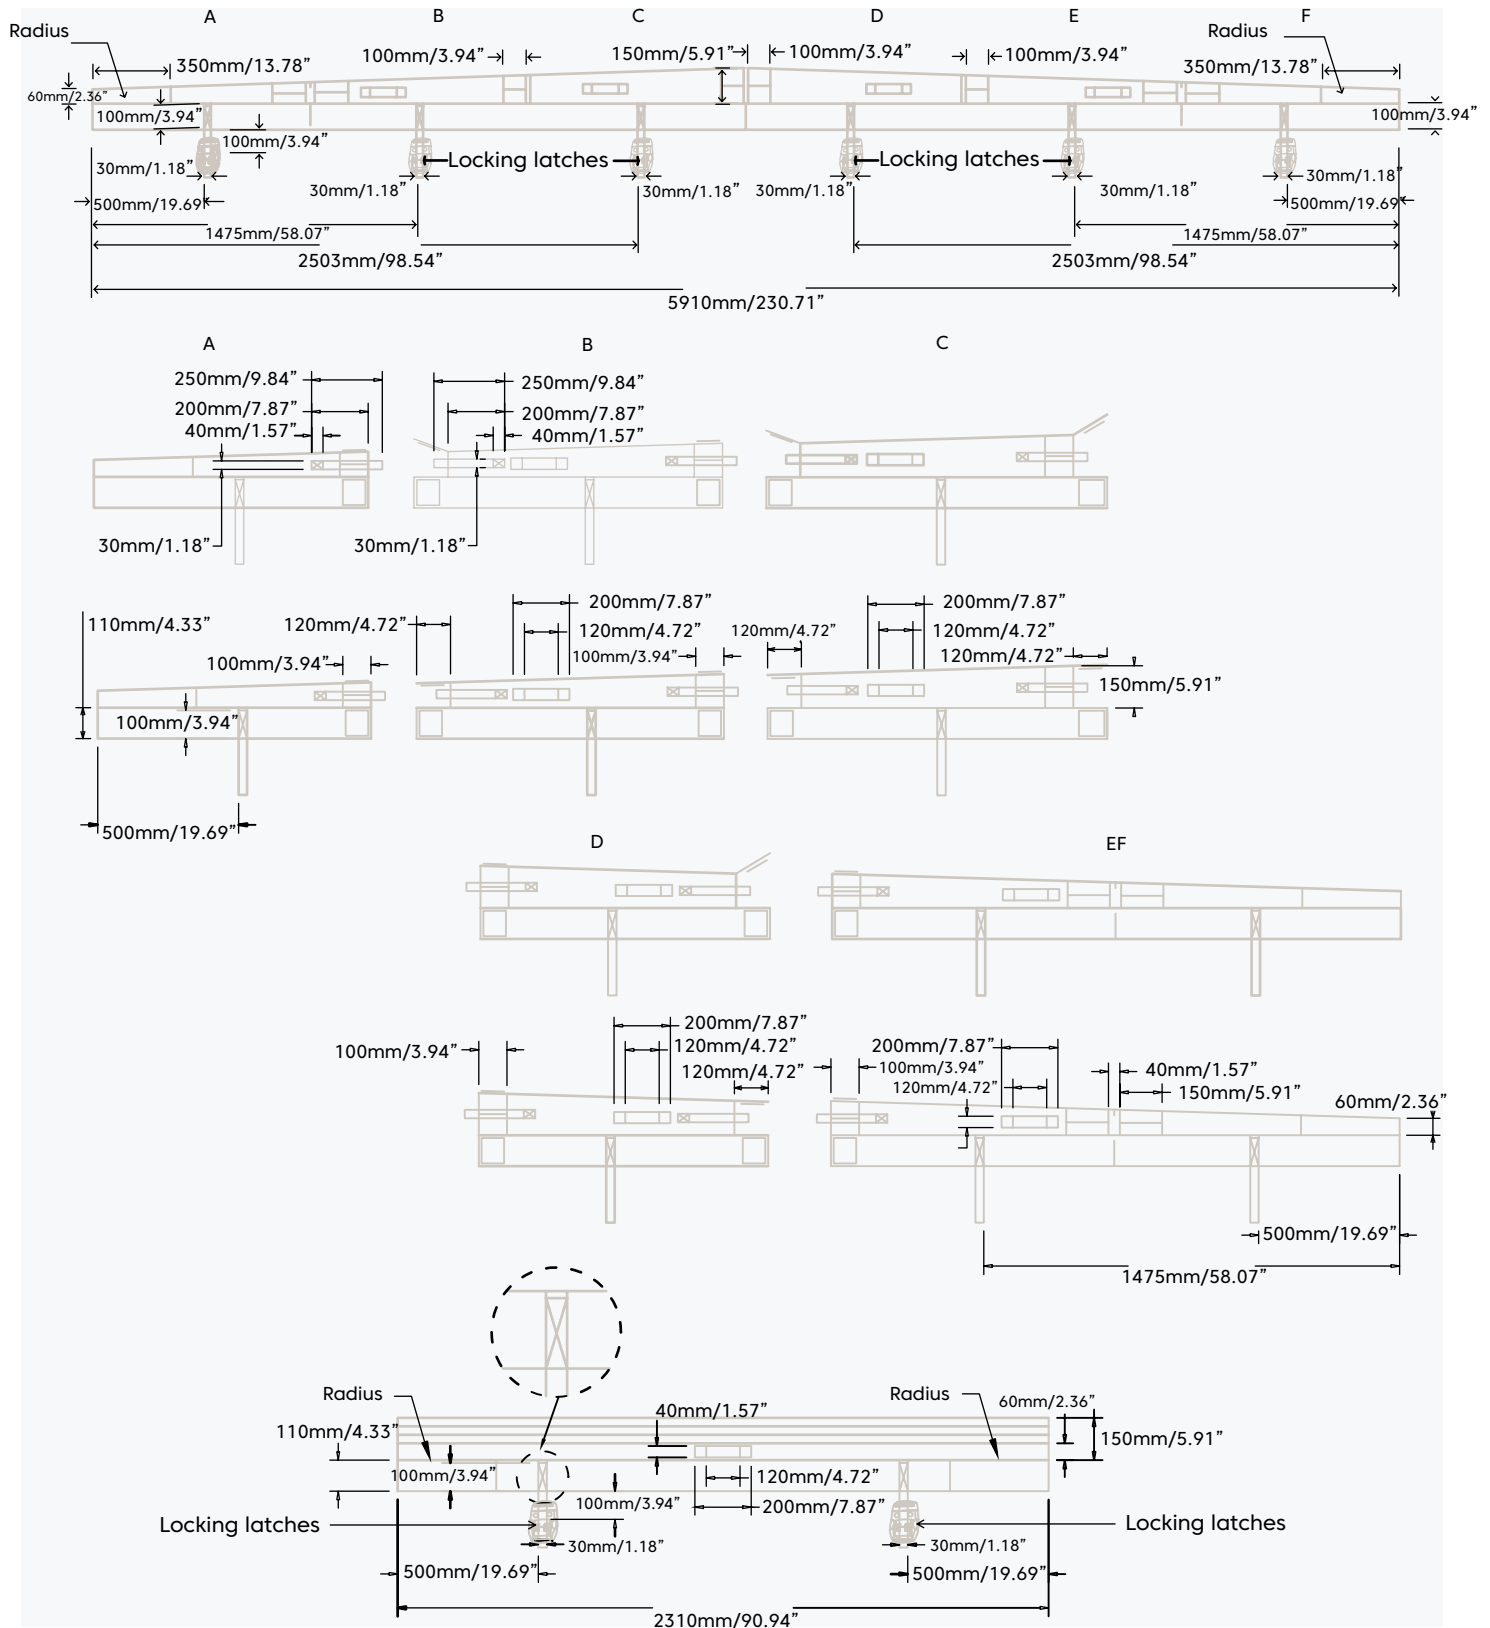 A B C D E F
Radius Radius
350mm/13.78” 100mm/3.94” 150mm/5.91” 100mm/3.94” 100mm/3.94” 350mm/13.78”
60mm/2.36”
100mm/3.94” 100mm/3.94”
100mm/3.94”
Locking latches Locking latches
30mm/1.18” 30mm/1.18” 30mm/1.18” 30mm/1.18” 30mm/1.18” 30mm/1.18”
500mm/19.69” 500mm/19.69
1475mm/58.07” 1475mm/58.07”
2503mm/98.54” 2503mm/98.54”
5910mm/230.71”
A B C
250mm/9.84” 250mm/9.84”
200mm/7.87” 200mm/7.87”
40mm/1.57” 40mm/1.57”
30mm/1.18” 30mm/1.18”
200mm/7.87” 200mm/7.87”
110mm/4.33” 120mm/4.72” 120mm/4.72” 120mm/4.72” 120mm/4.72”
100mm/3.94” 100mm/3.94” 120mm/4.72”
150mm/5.91”
100mm/3.94”
500mm/19.69”
D EF
200mm/7.87”
100mm/3.94” 120mm/4.72” 200mm/7.87”
120mm/4.72” 100mm/3.94” 40mm/1.57”
120mm/4.72” 150mm/5.91”
60mm/2.36”
500mm/19.69”
1475mm/58.07”
Radius Radius
60mm/2.36”
40mm/1.57”
110mm/4.33” 150mm/5.91”
100mm/3.94” 120mm/4.72”
100mm/3.94” 200mm/7.87”
Locking latches Locking latches
30mm/1.18” 30mm/1.18”
500mm/19.69” 500mm/19.69”
2310mm/90.94”